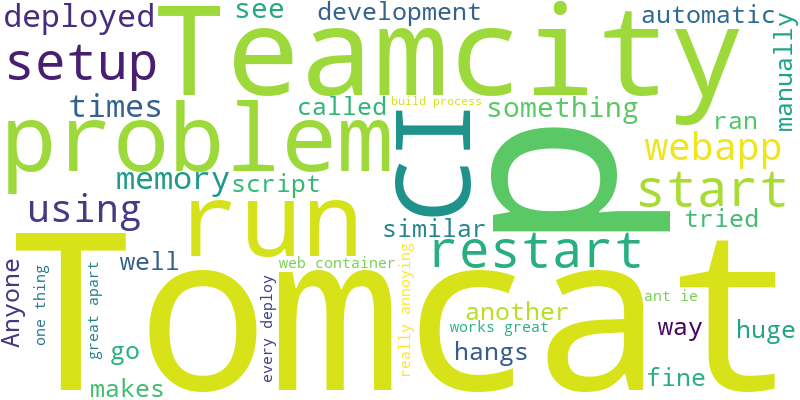 deployed
Teamcity
see
development
automatic
manually
setup
times
problem
called
build process
something
ran
CI
p
webapp
memory
script
start
using
run
similar
restart
tried
Tomcat
Anyone
one thing
great apart
well
every deploy
web container
really annoying
another
works great
hangs
ant ie
way
huge
go
makes
fine